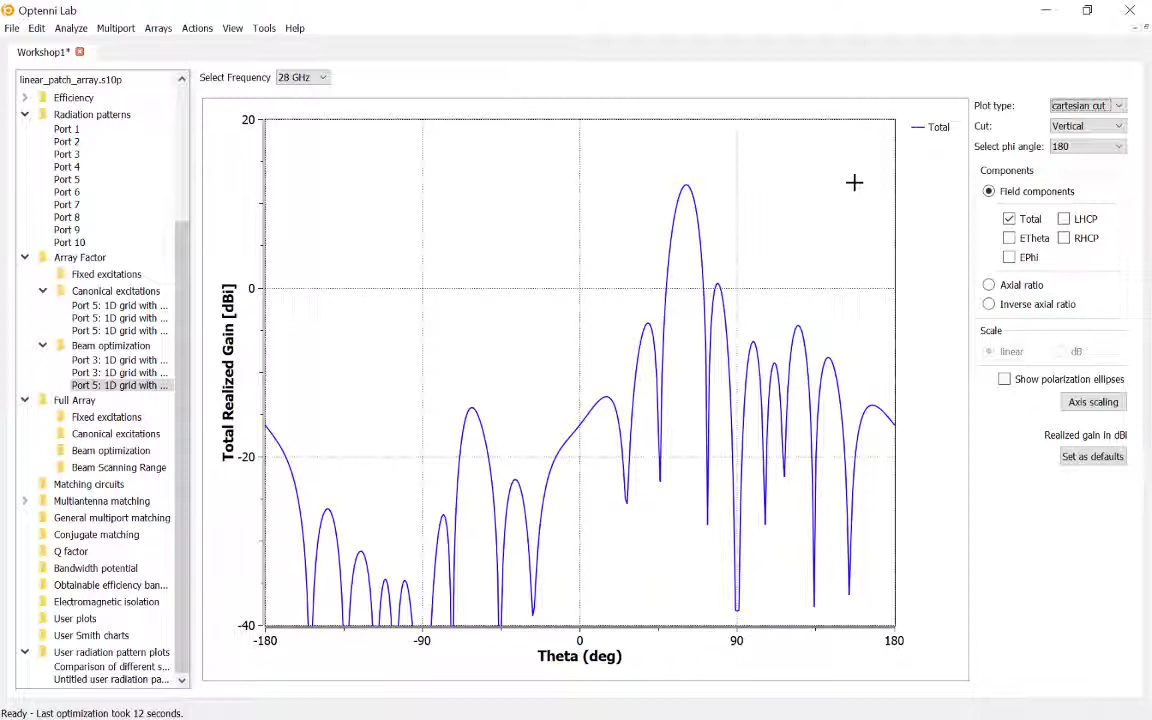 Optenni Lab
File Edit Analyze Multiport Arrays Actions View Tools Help
Workshop1*
linear_patch_array.s10p
Efficiency
Radiation patterns
Port 1
Port 2
Port 3
Port 4
Port 5
Port 6
Port 7
Port 8
Port 9
Port 10
Array Factor
Fixed excitations
Canonical excitations
Port 5: 1D grid with ...
Port 5: 1D grid with ...
Port 5: 1D grid with ...
Beam optimization
Port 3: 1D grid with ...
Port 3: 1D grid with ...
Port 5: 1D grid with ...
Full Array
Fixed excitations
Canonical excitations
Beam optimization
Beam Scanning Range
Matching circuits
Multiantenna matching
General multiport matching
Conjugate matching
Q factor
Bandwidth potential
Obtainable efficiency ban...
Electromagnetic isolation
User plots
User Smith charts
User radiation pattern plots
Comparison of different s...
Untitled user radiation pa...
Select Frequency 28 GHz
Total Realized Gain [dBi]
20
0
-20
-40
-180 -90 0 90 180
Theta (deg)
Total
Plot type: cartesian cut
Cut: Vertical
Select phi angle: 180
Components
Field components
Total LHCP
ETheta RHCP
EPhi
Axial ratio
Inverse axial ratio
Scale
linear dB
Show polarization ellipses
Axis scaling
Realized gain in dBi
Set as defaults
Ready - Last optimization took 12 seconds.